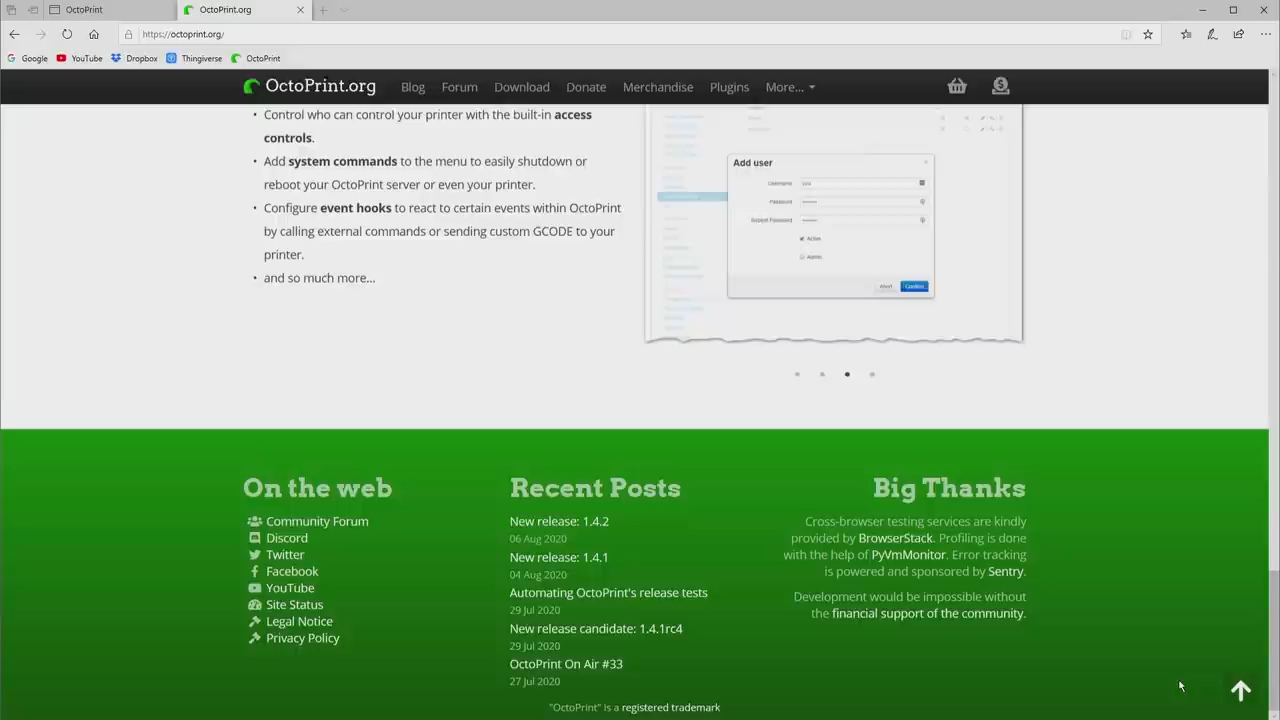 OctoPrint
OctoPrint.org
https://octoprint.org/
Google
YouTube
Dropbox
Thingiverse
OctoPrint
OctoPrint.org
Blog
Forum
Download
Donate
Merchandise
Plugins
More...
• Control who can control your printer with the built-in access
controls.
• Add system commands to the menu to easily shutdown or
reboot your OctoPrint server or even your printer.
• Configure event hooks to react to certain events within OctoPrint
by calling external commands or sending custom GCODE to your
printer.
• and so much more...
Add user
Username
Password
Repeat Password
Active
Admin
Abort
Confirm
On the web
Community Forum
Discord
Twitter
Facebook
YouTube
Site Status
Legal Notice
Privacy Policy
Recent Posts
New release: 1.4.2
06 Aug 2020
New release: 1.4.1
04 Aug 2020
Automating OctoPrint's release tests
29 Jul 2020
New release candidate: 1.4.1rc4
29 Jul 2020
OctoPrint On Air #33
27 Jul 2020
Big Thanks
Cross-browser testing services are kindly
provided by BrowserStack. Profiling is done
with the help of PyVmMonitor. Error tracking
is powered and sponsored by Sentry.
Development would be impossible without
the financial support of the community.
"OctoPrint" is a registered trademark